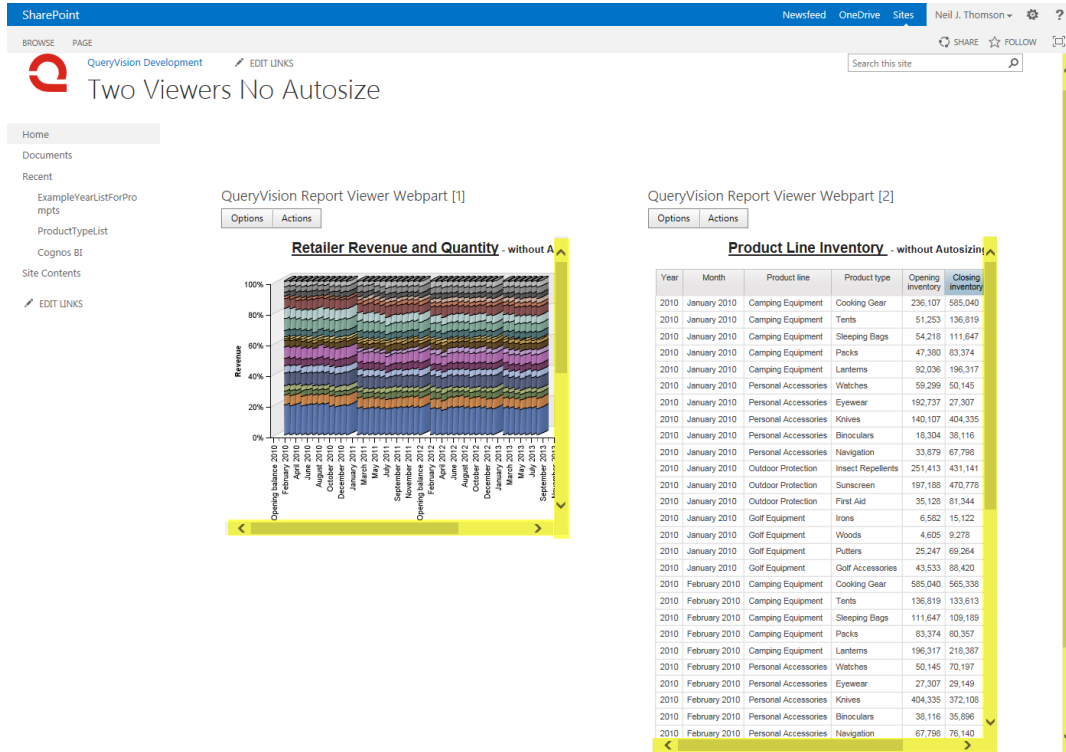 SharePoint
Newsfeed OneDrive Sites Neil J. Thomson ?
BROWSE PAGE
SHARE FOLLOW
QueryVision Development EDIT LINKS
Search this site
Two Viewers No Autosize
Home
Documents
Recent
ExampleYearListForPro
mpts
ProductTypeList
Cognos BI
Site Contents
EDIT LINKS
QueryVision Report Viewer Webpart [1]
Options Actions
Retailer Revenue and Quantity - without A
100%
80%
60%
40%
20%
0%
Revenue
Opening balance 2010
February 2010
April 2010
June 2010
August 2010
October 2010
December 2010
January 2011
March 2011
May 2011
July 2011
September 2011
November 2011
Opening balance 2012
February 2012
April 2012
June 2012
August 2012
October 2012
December 2012
January 2013
March 2013
May 2013
July 2013
September 2013
QueryVision Report Viewer Webpart [2]
Options Actions
Product Line Inventory - without Autosizing
Year Month Product line Product type Opening inventory Closing inventory
2010 January 2010 Camping Equipment Cooking Gear 236,107 585,040
2010 January 2010 Camping Equipment Tents 51,253 136,819
2010 January 2010 Camping Equipment Sleeping Bags 54,218 111,647
2010 January 2010 Camping Equipment Packs 47,380 83,374
2010 January 2010 Camping Equipment Lanterns 92,036 196,317
2010 January 2010 Personal Accessories Watches 59,299 50,145
2010 January 2010 Personal Accessories Eyewear 192,737 27,307
2010 January 2010 Personal Accessories Knives 140,107 404,335
2010 January 2010 Personal Accessories Binoculars 18,304 38,116
2010 January 2010 Personal Accessories Navigation 33,879 67,798
2010 January 2010 Outdoor Protection Insect Repellents 251,413 431,141
2010 January 2010 Outdoor Protection Sunscreen 197,188 470,778
2010 January 2010 Outdoor Protection First Aid 35,128 81,344
2010 January 2010 Golf Equipment Irons 6,582 15,122
2010 January 2010 Golf Equipment Woods 4,605 9,278
2010 January 2010 Golf Equipment Putters 25,247 69,264
2010 January 2010 Golf Equipment Golf Accessories 43,533 88,420
2010 February 2010 Camping Equipment Cooking Gear 585,040 565,338
2010 February 2010 Camping Equipment Tents 136,819 133,613
2010 February 2010 Camping Equipment Sleeping Bags 111,647 109,189
2010 February 2010 Camping Equipment Packs 83,374 80,357
2010 February 2010 Camping Equipment Lanterns 196,317 218,387
2010 February 2010 Personal Accessories Watches 50,145 70,197
2010 February 2010 Personal Accessories Eyewear 27,307 29,149
2010 February 2010 Personal Accessories Knives 404,335 372,108
2010 February 2010 Personal Accessories Binoculars 38,116 35,896
2010 February 2010 Personal Accessories Navigation 67,798 76,140